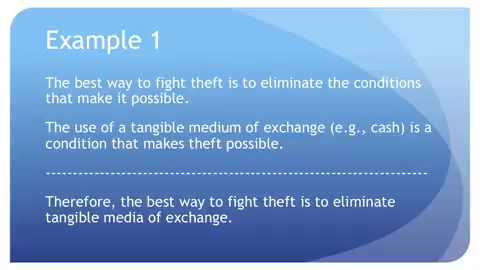 Example 1
The best way to fight theft is to eliminate the conditions
that make it possible.
The use of a tangible medium of exchange (e.g., cash) is a
condition that makes theft possible.
------------------------------------------------------------------------
Therefore, the best way to fight theft is to eliminate
tangible media of exchange.